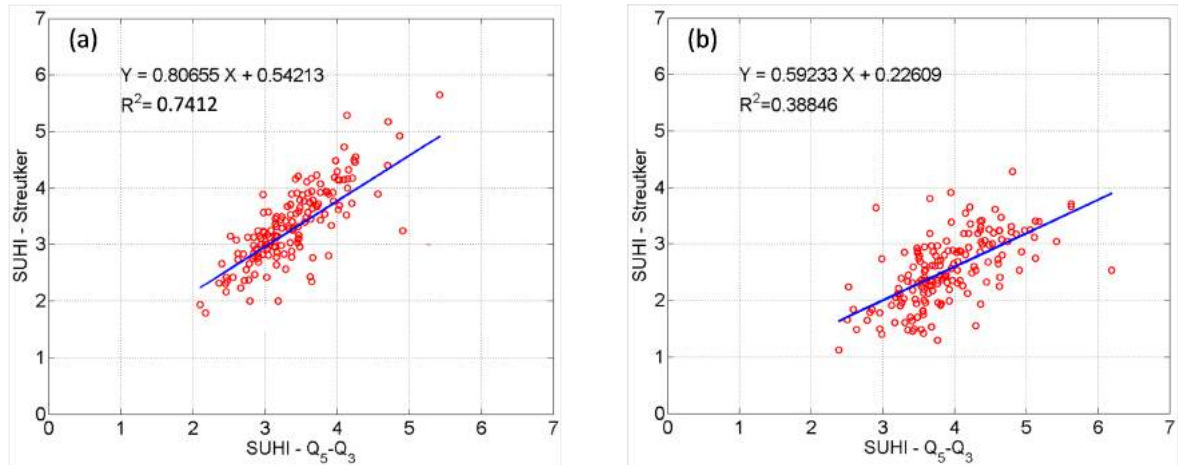 (a)
Y = 0.80655 X + 0.54213
R²= 0.7412
7
6
5
4
3
2
1
0
0 1 2 3 4 5 6 7
SUHI - Streutker
SUHI - Q₅-Q₃
(b)
Y = 0.59233 X + 0.22609
R²=0.38846
7
6
5
4
3
2
1
0
0 1 2 3 4 5 6 7
SUHI - Streutker
SUHI - Q₅-Q₃